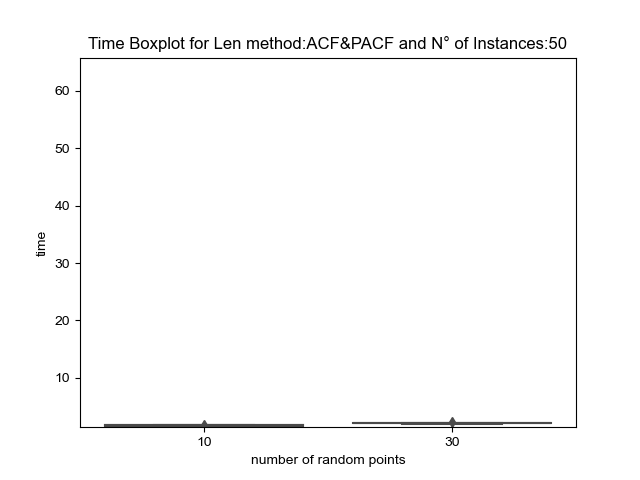 Time Boxplot for Len method:ACF&PACF and N° of Instances:50
60
50
40
30
20
10
time
10 30
number of random points